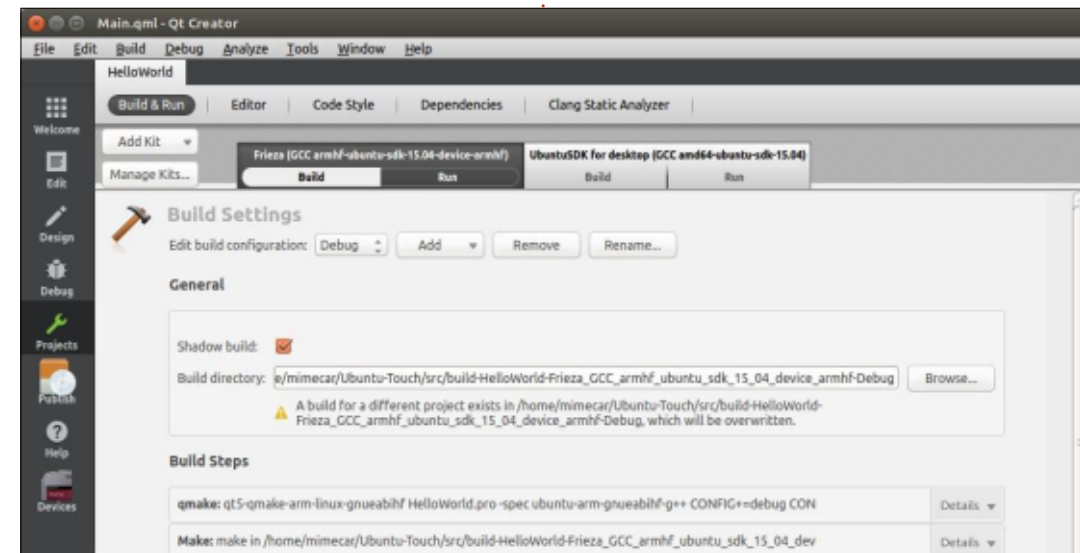 Main.qml - Qt Creator
File Edit Build Debug Analyze Tools Window Help
HelloWorld
Build & Run Editor Code Style Dependencies Clang Static Analyzer
Welcome
Add Kit
Manage Kits...
Frieza (GCC armhf-ubuntu-sdk-15.04-device-armhf)
Build Run
UbuntuSDK for desktop (GCC amd64-ubuntu-sdk-15.04)
Build Run
Edit
Design
Debug
Projects
Publish
Help
Devices
Build Settings
Edit build configuration: Debug Add Remove Rename...
General
Shadow build:
Build directory: e/mimecar/Ubuntu-Touch/src/build-HelloWorld-Frieza_GCC_armhf_ubuntu_sdk_15_04_device_armhf-Debug Browse...
A build for a different project exists in /home/mimecar/Ubuntu-Touch/src/build-HelloWorld-
Frieza_GCC_armhf_ubuntu_sdk_15_04_device_armhf-Debug, which will be overwritten.
Build Steps
qmake: qt5-qmake-arm-linux-gnueabihf HelloWorld.pro -spec ubuntu-arm-gnueabihf-g++ CONFIG+=debug CON Details
Make: make in /home/mimecar/Ubuntu-Touch/src/build-HelloWorld-Frieza_GCC_armhf_ubuntu_sdk_15_04_dev Details